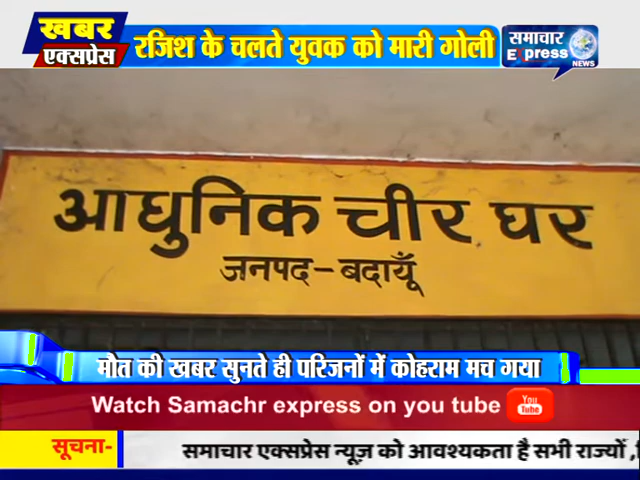 खबर
एक्सप्रेस
रजिश के चलते युवक को मारी गोली
समाचार
Express
NEWS
आधुनिक चीर घर
जनपद - बदायूँ
मौत की खबर सुनते ही परिजनों में कोहराम मच गया
Watch Samachr express on you tube
You
Tube
सूचना-
समाचार एक्सप्रेस न्यूज़ को आवश्यकता है सभी राज्यों ,